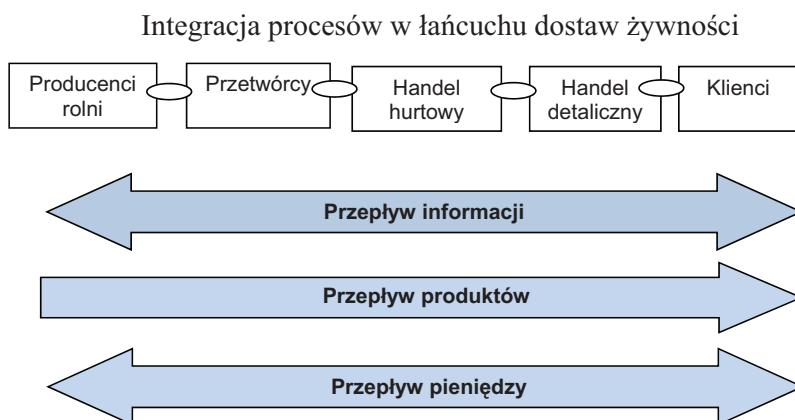 Integracja procesów w łańcuchu dostaw żywności
Producenci
rolni
Przetwórcy
Handel
hurtowy
Handel
detaliczny
Klienci
Przepływ informacji
Przepływ produktów
Przepływ pieniędzy